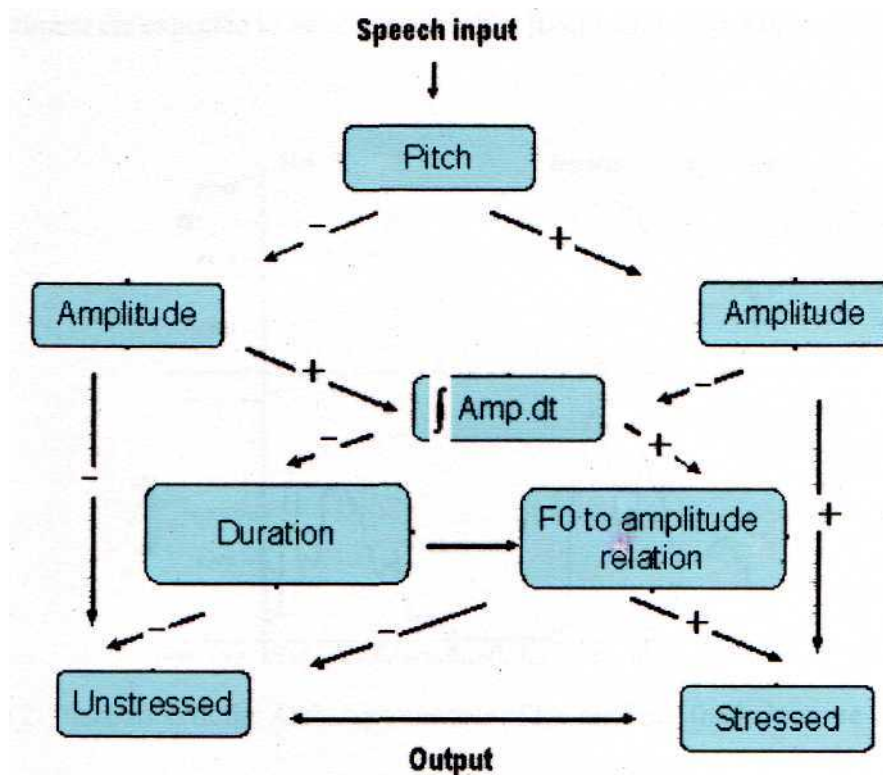 Speech input
Pitch
-
+
Amplitude
Amplitude
+
-
∫ Amp.dt
-
+
-
+
Duration
F0 to amplitude
relation
-
-
+
Unstressed
Stressed
Output